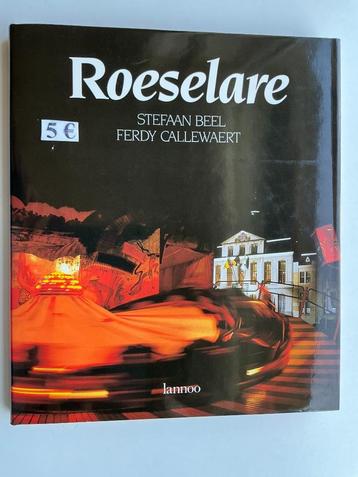 Roeselare
STEFAAN BEEL
5 €
FERDY CALLEWAERT
lannoo